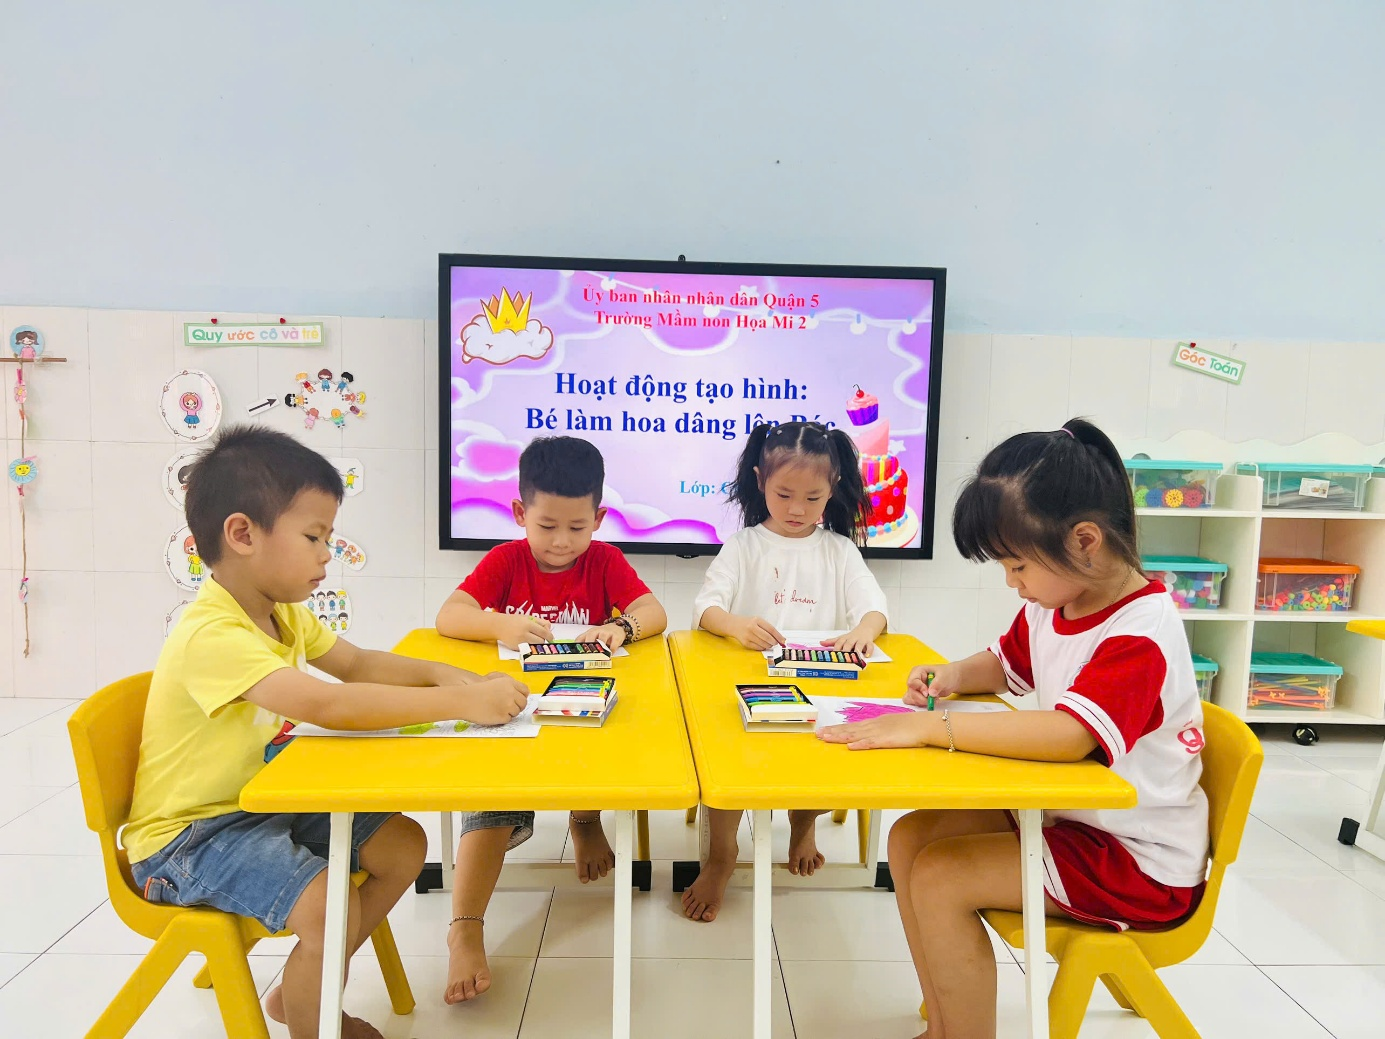 Ủy ban nhân nhân dân Quận 5
Trường Mầm non Họa Mi 2
Hoạt động tạo hình:
Bé làm hoa dâng lên
Lớp:
Quy ước cô và trẻ
Góc Toán